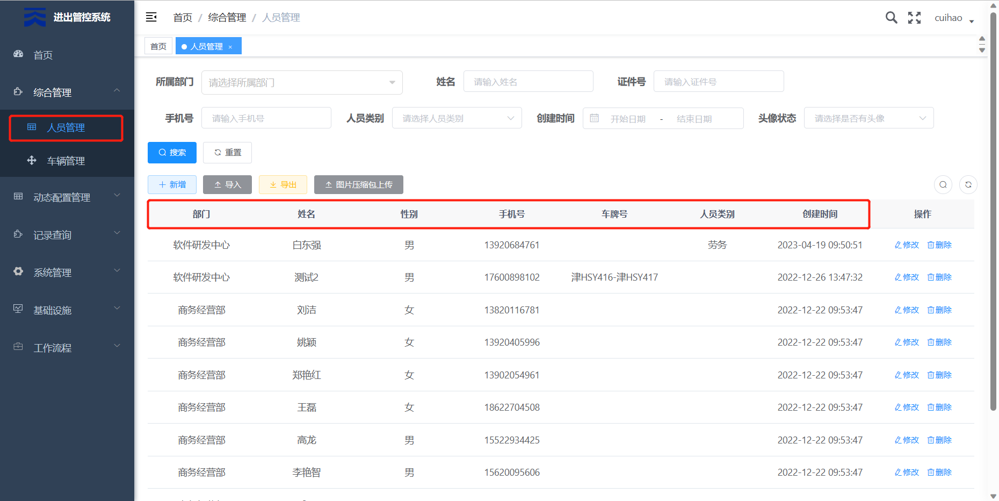 进出管控系统
首页
综合管理
人员管理
车辆管理
动态配置管理
记录查询
系统管理
基础设施
工作流程
首页 / 综合管理 / 人员管理
cuihao
首页
人员管理 ×
所属部门 请选择所属部门 姓名 请输入姓名 证件号 请输入证件号
手机号 请输入手机号 人员类别 请选择人员类别 创建时间 开始日期 - 结束日期 头像状态 请选择是否有头像
搜索 重置
新增 导入 导出 图片压缩包上传
部门 姓名 性别 手机号 车牌号 人员类别 创建时间 操作
软件研发中心 白东强 男 13920684761 劳务 2023-04-19 09:50:51 修改 删除
软件研发中心 测试2 男 17600898102 津HSY416-津HSY417 2022-12-26 13:47:32 修改 删除
商务经营部 刘洁 女 13820116781 2022-12-22 09:53:47 修改 删除
商务经营部 姚颖 女 13920405996 2022-12-22 09:53:47 修改 删除
商务经营部 郑艳红 女 13902054961 2022-12-22 09:53:47 修改 删除
商务经营部 王磊 女 18622704508 2022-12-22 09:53:47 修改 删除
商务经营部 高龙 男 15522934425 2022-12-22 09:53:47 修改 删除
商务经营部 李艳智 男 15620095606 2022-12-22 09:53:47 修改 删除